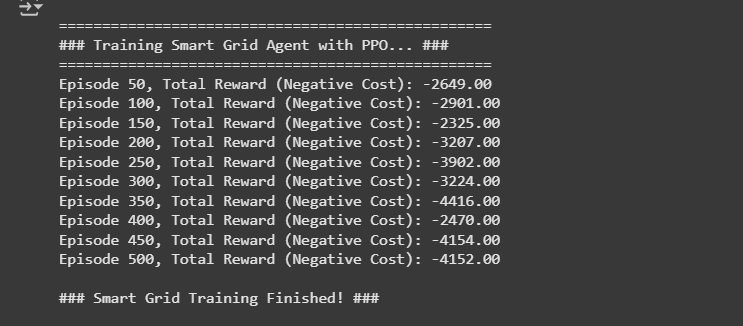 ==================================================
### Training Smart Grid Agent with PPO... ###
==================================================
Episode 50, Total Reward (Negative Cost): -2649.00
Episode 100, Total Reward (Negative Cost): -2901.00
Episode 150, Total Reward (Negative Cost): -2325.00
Episode 200, Total Reward (Negative Cost): -3207.00
Episode 250, Total Reward (Negative Cost): -3902.00
Episode 300, Total Reward (Negative Cost): -3224.00
Episode 350, Total Reward (Negative Cost): -4416.00
Episode 400, Total Reward (Negative Cost): -2470.00
Episode 450, Total Reward (Negative Cost): -4154.00
Episode 500, Total Reward (Negative Cost): -4152.00
### Smart Grid Training Finished! ###